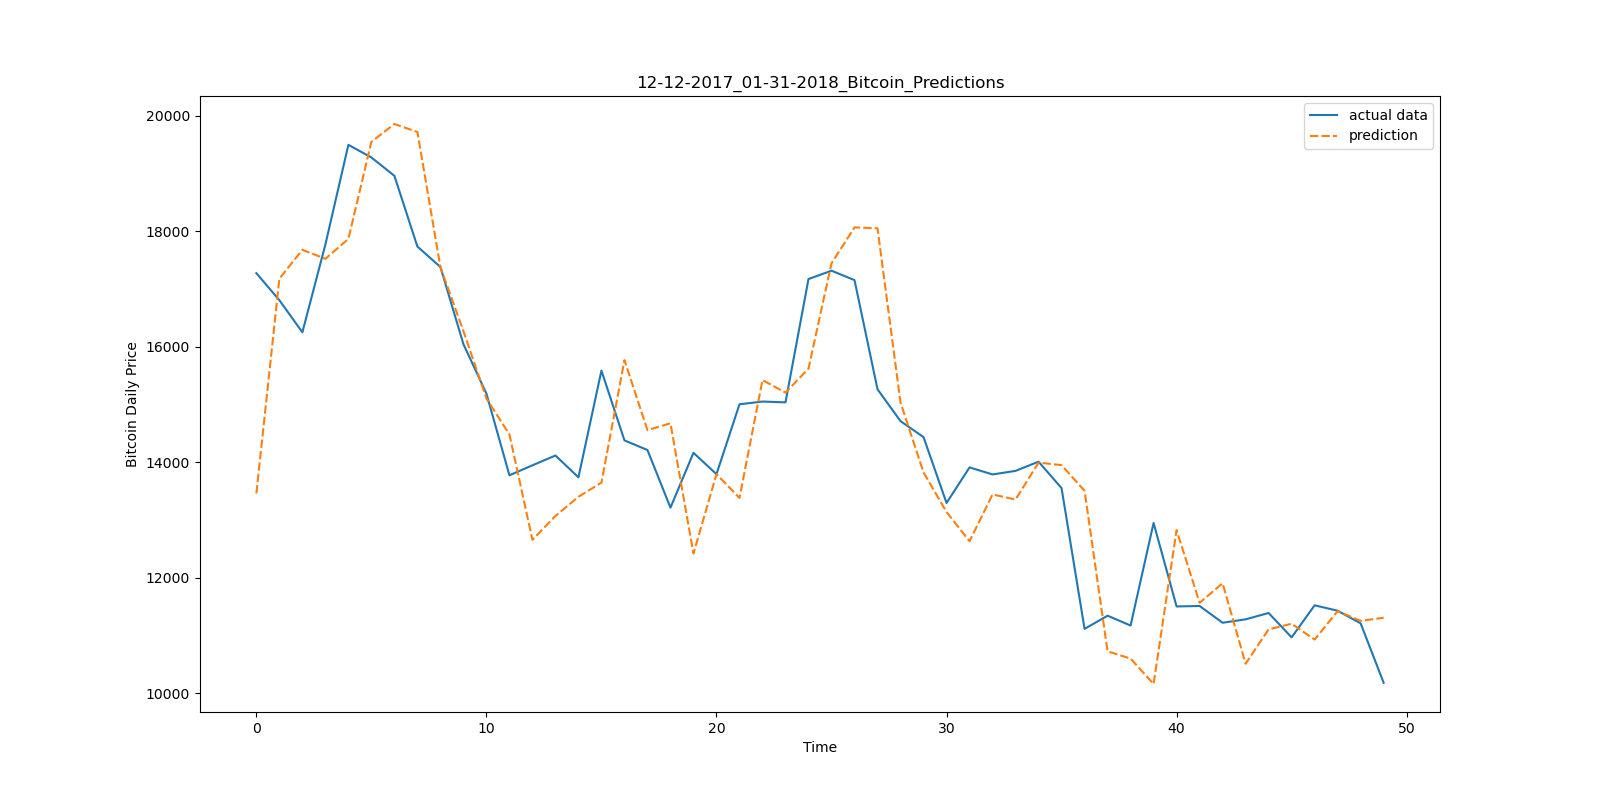 12-12-2017_01-31-2018_Bitcoin_Predictions
actual data
prediction
20000
18000
16000
14000
12000
10000
Bitcoin Daily Price
0 10 20 30 40 50
Time